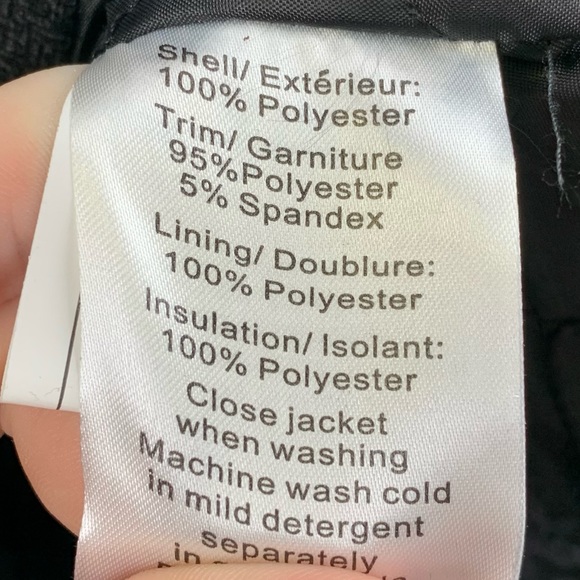 Shell/ Extérieur:
100% Polyester
Trim/ Garniture
95%Polyester
5% Spandex
Lining/ Doublure:
100% Polyester
Insulation/ Isolant:
100% Polyester
Close jacket
when washing
Machine wash cold
in mild detergent
separately
in